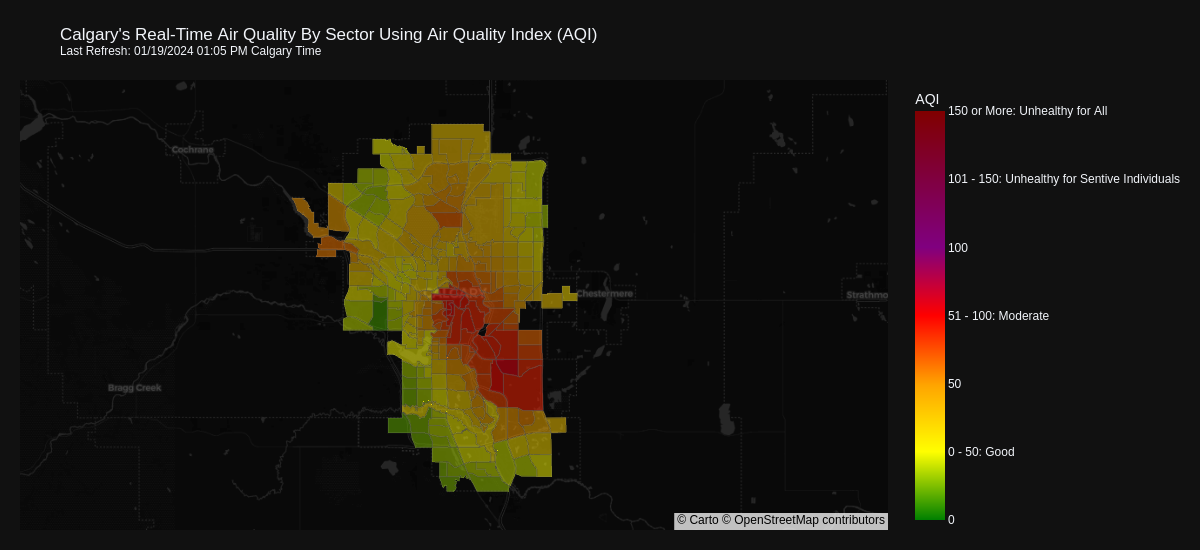 Calgary's Real-Time Air Quality By Sector Using Air Quality Index (AQI)
Last Refresh: 01/19/2024 01:05 PM Calgary Time
AQI
150 or More: Unhealthy for All
Cochrane
101 - 150: Unhealthy for Sentive Individuals
100
CALGARY
Chestermere
Strathmo
51 - 100: Moderate
50
Bragg Creek
0 - 50: Good
© Carto © OpenStreetMap contributors
0